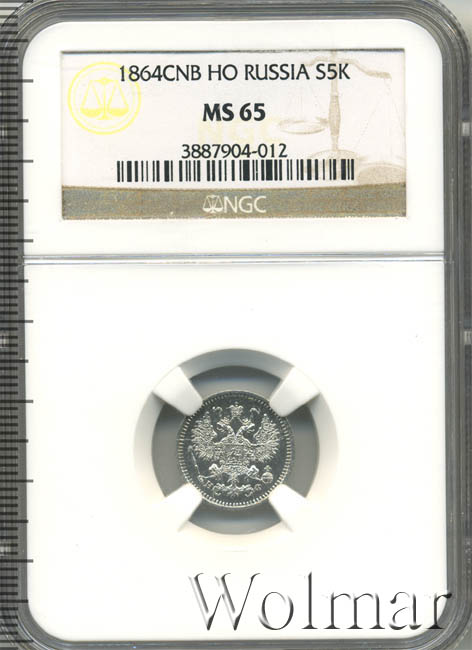 1864CNB HO RUSSIA S5K
MS 65
3887904-012
NGC
Wolmar